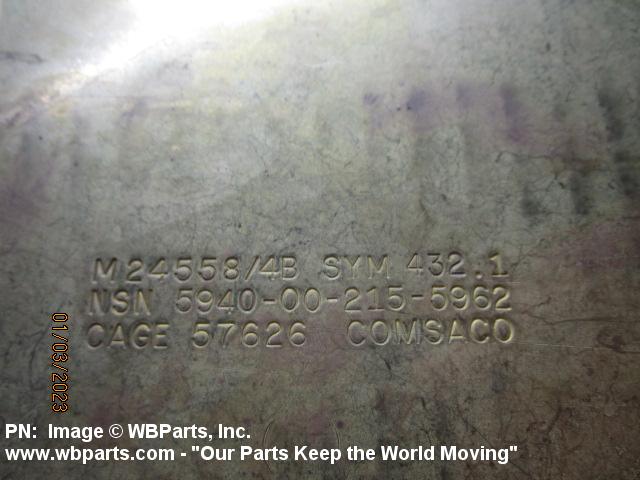 M24558/4B SYM 432.1
NSN 5940-00-215-5962
CAGE 57626 COMSACO
01/03/2023
PN: Image © WBParts, Inc.
www.wbparts.com - "Our Parts Keep the World Moving"